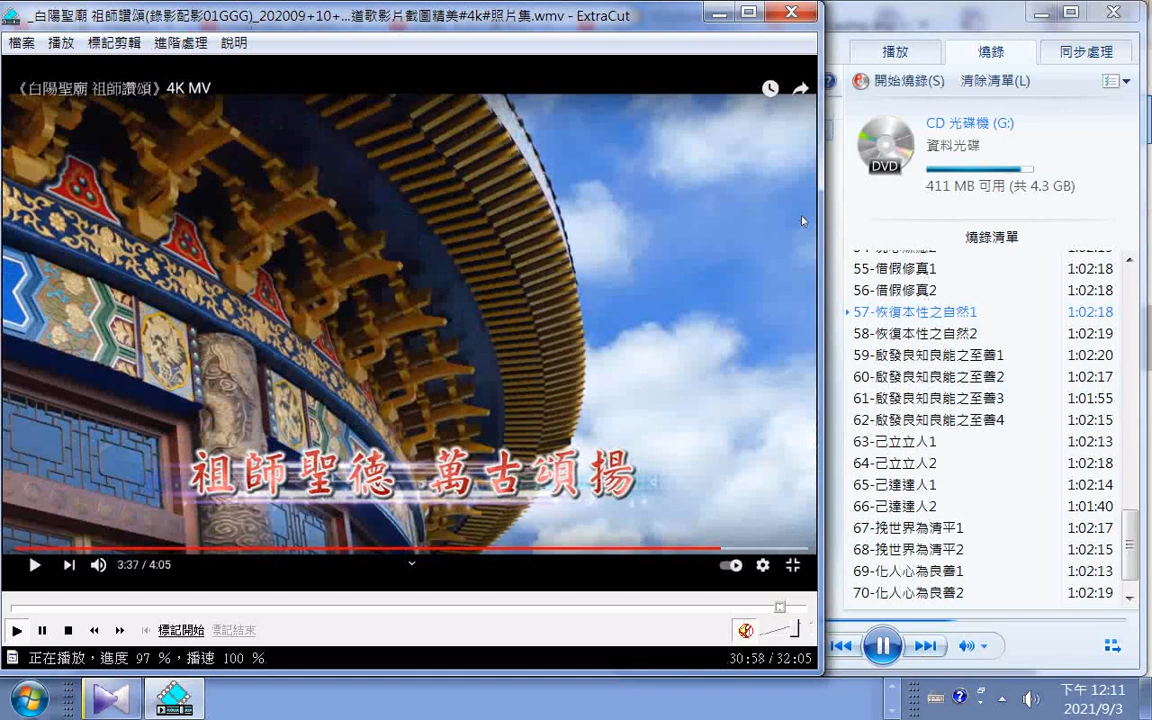 _白陽聖廟 祖師讚頌(錄影配影01GGG)_202009+10+...道歌影片截圖精美#4k#照片集.wmv - ExtraCut
檔案 播放 標記剪輯 進階處理 說明
《白陽聖廟 祖師讚頌》4K MV
祖師聖德 萬古頌揚
3:37 / 4:05
標記開始 標記結束
正在播放，進度 97 %，播速 100 %.
30:58 / 32:05
播放 燒錄 同步處理
開始燒錄(S) 清除清單(L)
CD 光碟機 (G:)
資料光碟
DVD
411 MB 可用 (共 4.3 GB)
燒錄清單
55-借假修真1 1:02:18
56-借假修真2 1:02:18
57-恢復本性之自然1 1:02:18
58-恢復本性之自然2 1:02:19
59-啟發良知良能之至善1 1:02:20
60-啟發良知良能之至善2 1:02:17
61-啟發良知良能之至善3 1:01:55
62-啟發良知良能之至善4 1:02:15
63-己立立人1 1:02:13
64-己立立人2 1:02:13
65-己達達人1 1:02:14
66-己達達人2 1:01:40
67-挽世界為清平1 1:02:17
68-挽世界為清平2 1:02:15
69-化人心為良善1 1:02:13
70-化人心為良善2 1:02:19
下午 12:11
2021/9/3